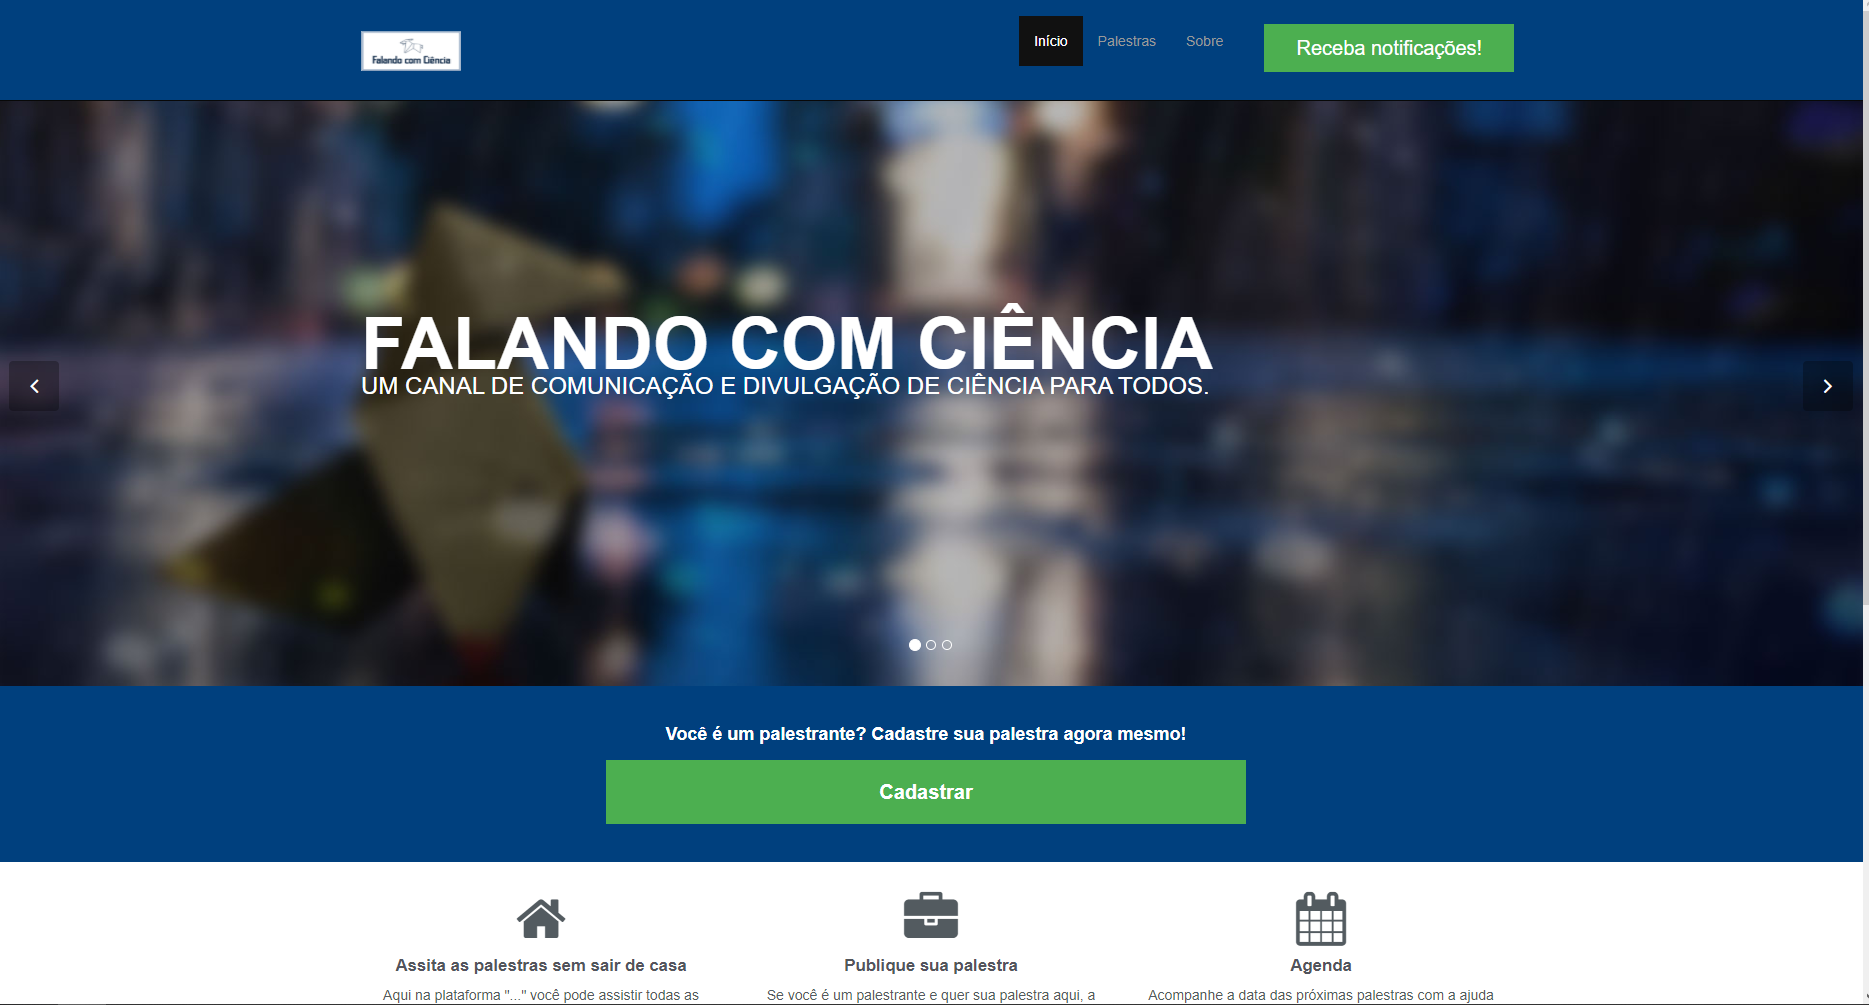 Falando com Ciência
Início
Palestras
Sobre
Receba notificações!
FALANDO COM CIÊNCIA
UM CANAL DE COMUNICAÇÃO E DIVULGAÇÃO DE CIÊNCIA PARA TODOS.
Você é um palestrante? Cadastre sua palestra agora mesmo!
Cadastrar
Assita as palestras sem sair de casa
Aqui na plataforma "..." você pode assistir todas as
Publique sua palestra
Se você é um palestrante e quer sua palestra aqui, a
Agenda
Acompanhe a data das próximas palestras com a ajuda